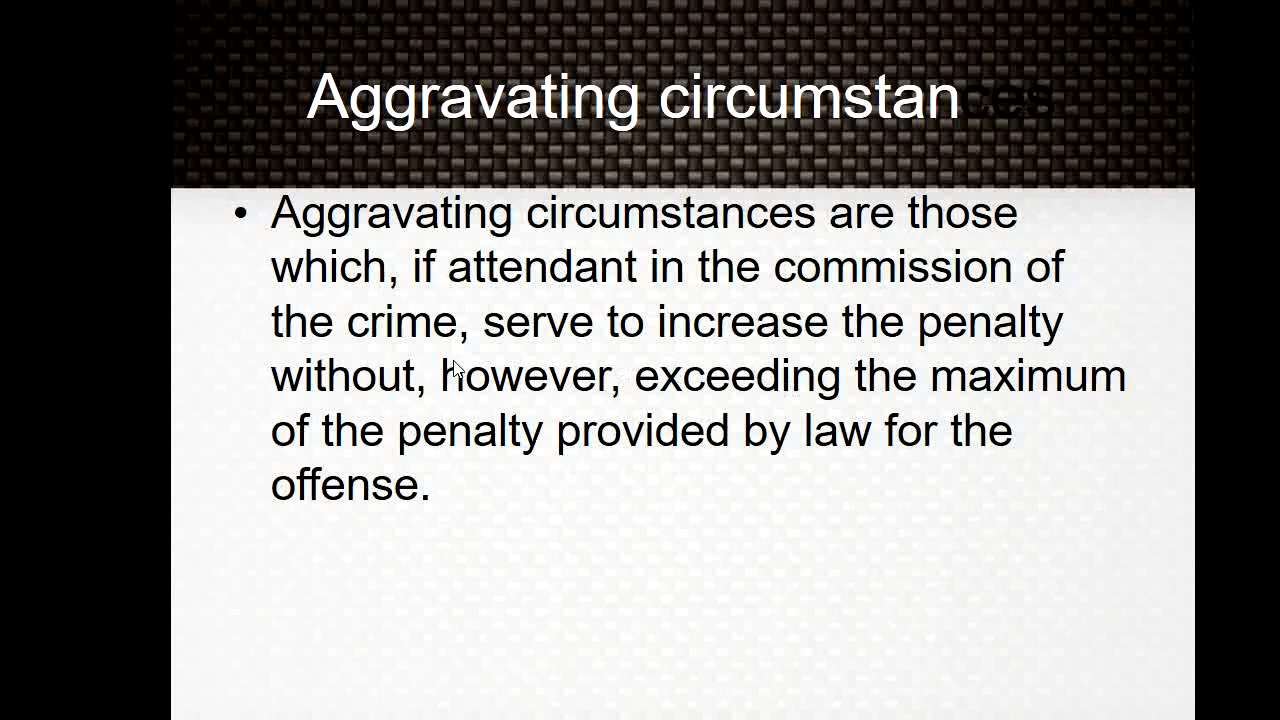 Aggravating circumstances
• Aggravating circumstances are those
which, if attendant in the commission of
the crime, serve to increase the penalty
without, however, exceeding the maximum
of the penalty provided by law for the
offense.